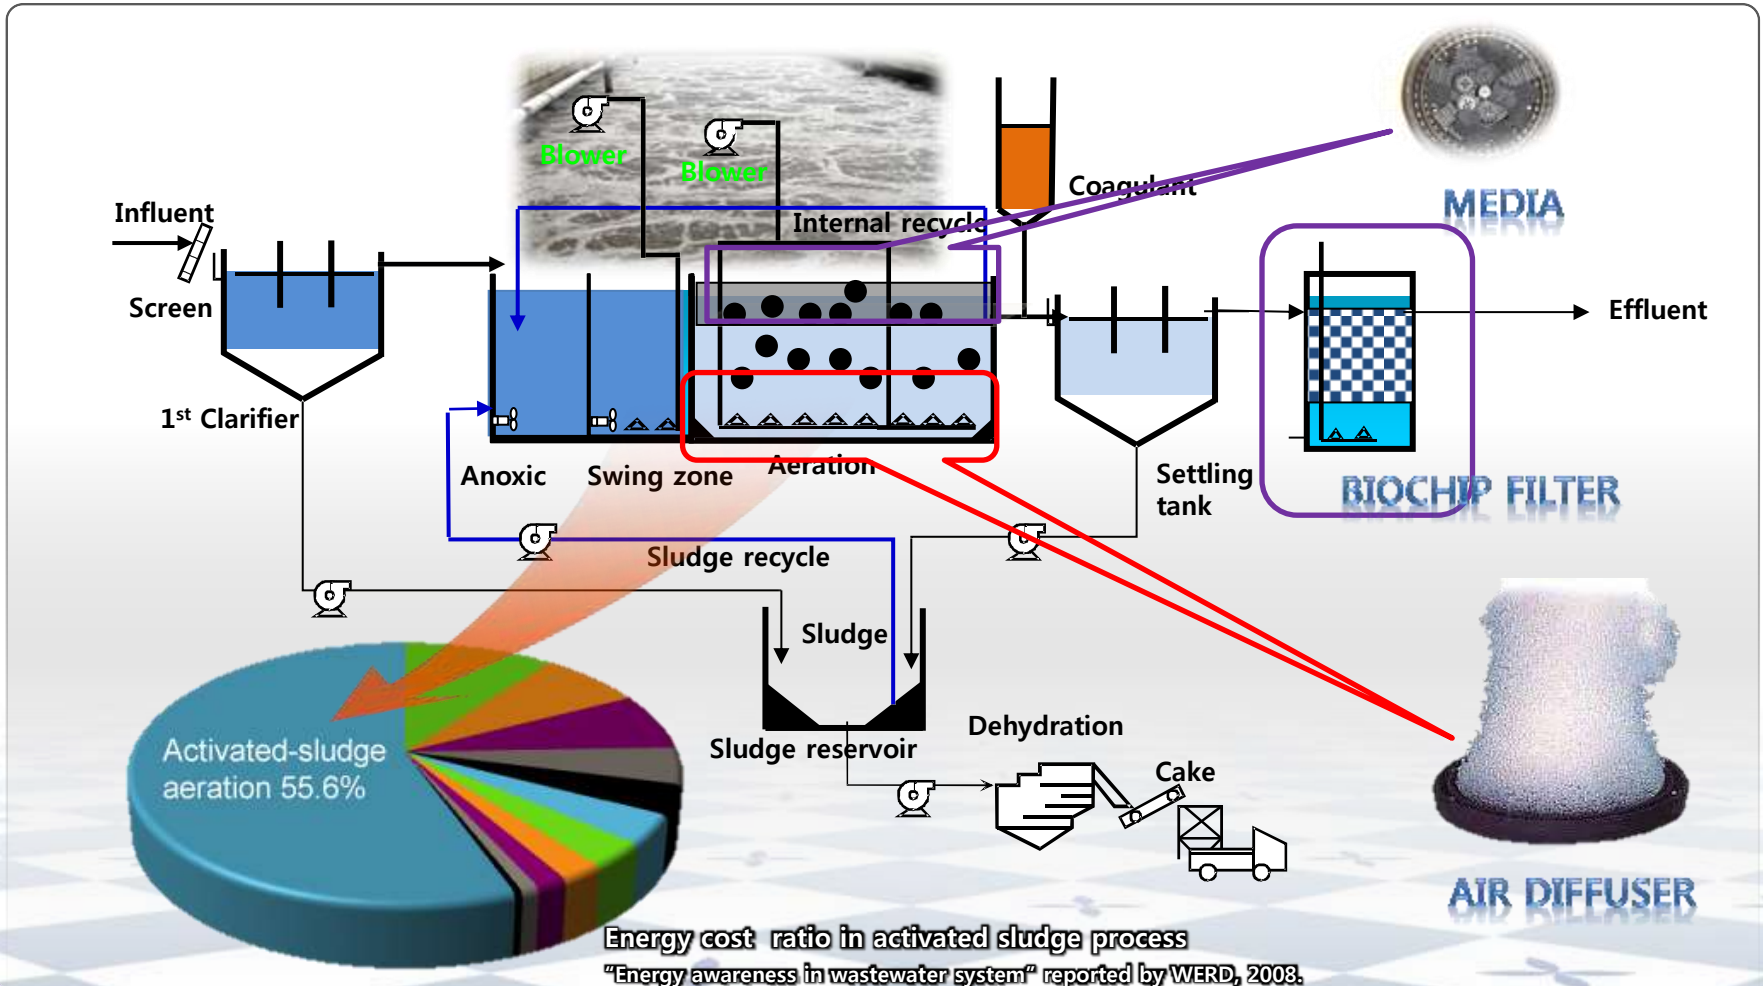 Blower
Blower
Coagulant
MEDIA
Influent
Internal recycle
Screen
Effluent
1st Clarifier
Anoxic
Swing zone
Aeration
Settling
tank
BIOCHIP FILTER
Sludge recycle
Sludge
Dehydration
Sludge reservoir
Activated-sludge
aeration 55.6%
Cake
AIR DIFFUSER
Energy cost ratio in activated sludge process
"Energy awareness in wastewater system" reported by WERD, 2008.